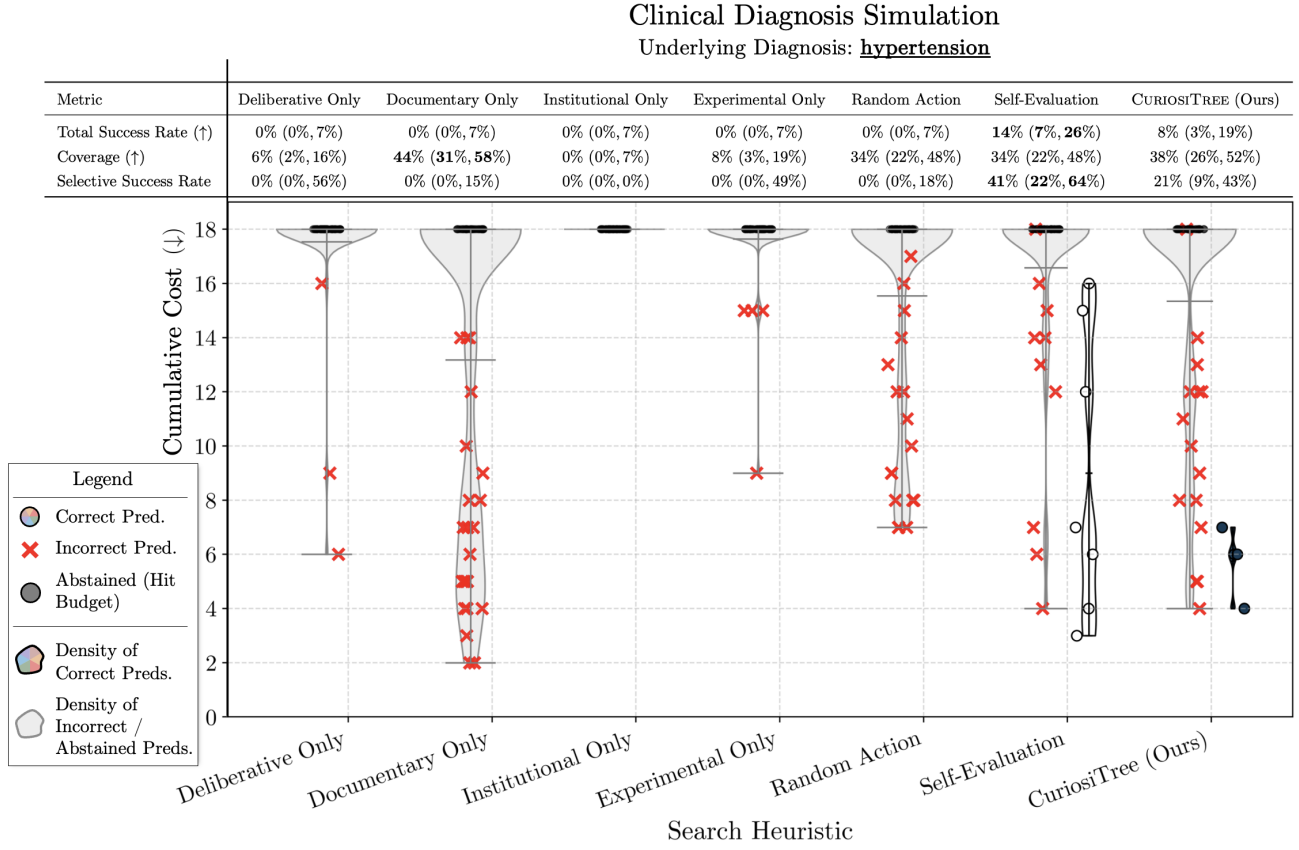 Clinical Diagnosis Simulation
Underlying Diagnosis: hypertension
Metric Deliberative Only Documentary Only Institutional Only Experimental Only Random Action Self-Evaluation CURIOSITREE (Ours)
Total Success Rate (↑) 0% (0%, 7%) 0% (0%, 7%) 0% (0%, 7%) 0% (0%, 7%) 0% (0%, 7%) 14% (7%, 26%) 8% (3%, 19%)
Coverage (↑) 6% (2%, 16%) 44% (31%, 58%) 0% (0%, 7%) 8% (3%, 19%) 34% (22%, 48%) 34% (22%, 48%) 38% (26%, 52%)
Selective Success Rate 0% (0%, 56%) 0% (0%, 15%) 0% (0%, 0%) 0% (0%, 49%) 0% (0%, 18%) 41% (22%, 64%) 21% (9%, 43%)
Cumulative Cost (↓)
18
16
14
12
10
8
6
4
2
0
Legend
Correct Pred.
Incorrect Pred.
Abstained (Hit
Budget)
Density of
Correct Preds.
Density of
Incorrect /
Abstained Preds.
Deliberative Only
Documentary Only
Institutional Only
Experimental Only
Random Action
Self-Evaluation
CuriosiTree (Ours)
Search Heuristic